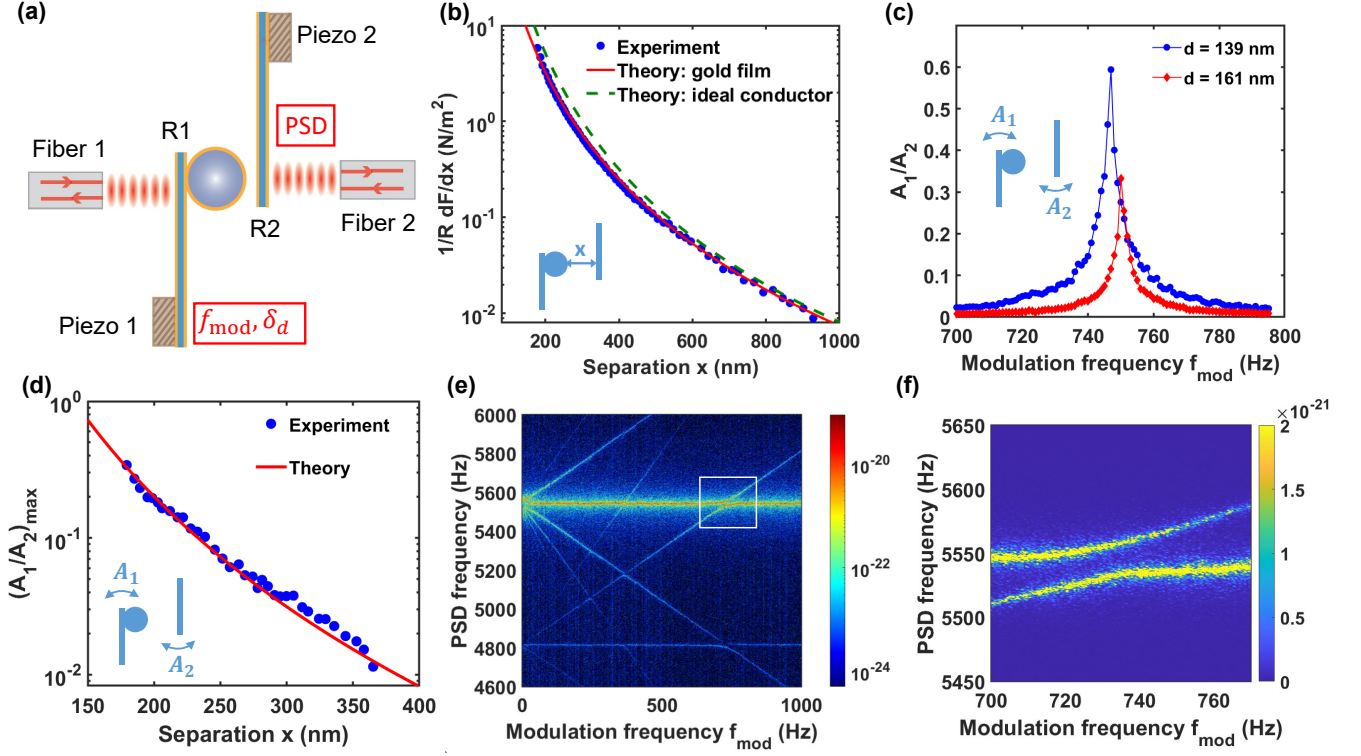 (a)
Piezo 2
R1
PSD
Fiber 1
R2
Fiber 2
Piezo 1
f_mod, δ_d
(b)
10^1
10^0
10^-1
10^-2
1/R dF/dx (N/m^2)
Experiment
Theory: gold film
Theory: ideal conductor
x
200 400 600 800 1000
Separation x (nm)
(c)
d = 139 nm
d = 161 nm
0.6
0.5
0.4
0.3
0.2
0.1
0
A_1/A_2
A_1
A_2
700 720 740 760 780 800
Modulation frequency f_mod (Hz)
(d)
10^0
10^-1
10^-2
(A_1/A_2)_max
Experiment
Theory
A_1
A_2
150 200 250 300 350 400
Separation x (nm)
(e)
6000
5800
5600
5400
5200
5000
4800
4600
PSD frequency (Hz)
0 500 1000
Modulation frequency f_mod (Hz)
10^-20
10^-22
10^-24
(f)
5650
5600
5550
5500
5450
PSD frequency (Hz)
700 720 740 760
Modulation frequency f_mod (Hz)
×10^-21
2
1.5
1
0.5
0